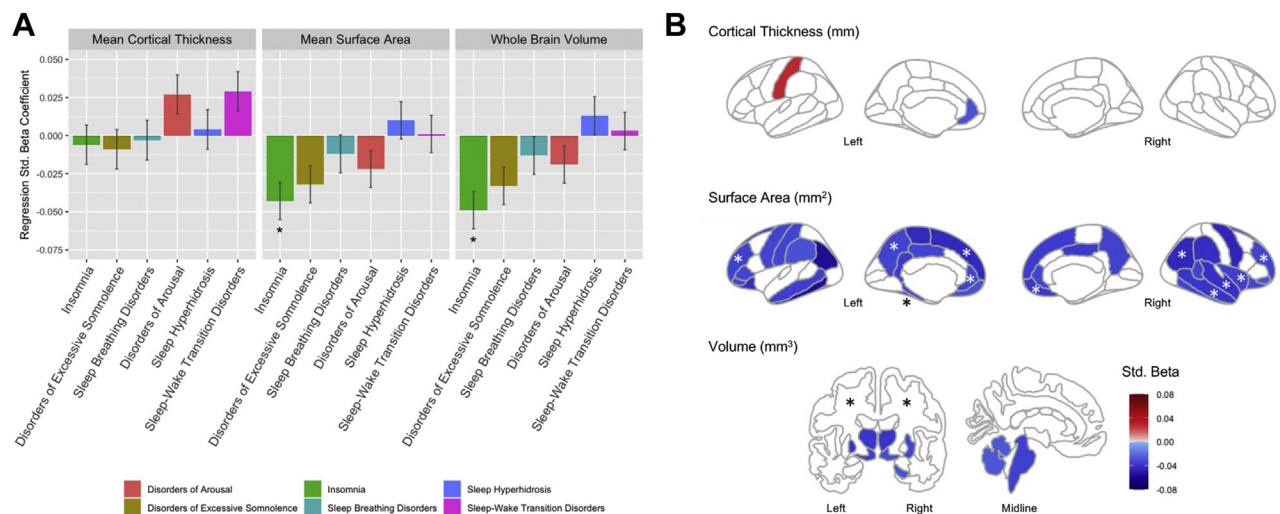 A
Mean Cortical Thickness
Mean Surface Area
Whole Brain Volume
Regression Std. Beta Coefficient
0.050
0.025
0.000
-0.025
-0.050
-0.075
*
*
Insomnia
Disorders of Excessive Somnolence
Sleep Breathing Disorders
Disorders of Arousal
Sleep Hyperhidrosis
Sleep-Wake Transition Disorders
Insomnia
Disorders of Excessive Somnolence
Sleep Breathing Disorders
Disorders of Arousal
Sleep Hyperhidrosis
Sleep-Wake Transition Disorders
Insomnia
Disorders of Excessive Somnolence
Sleep Breathing Disorders
Disorders of Arousal
Sleep Hyperhidrosis
Sleep-Wake Transition Disorders
Disorders of Arousal
Insomnia
Sleep Hyperhidrosis
Disorders of Excessive Somnolence
Sleep Breathing Disorders
Sleep-Wake Transition Disorders
B
Cortical Thickness (mm)
Left
Right
Surface Area (mm²)
* * * * * * * * * * *
*
Left
Right
Volume (mm³)
* *
Left
Right
Midline
Std. Beta
0.08
0.04
0.00
-0.04
-0.08